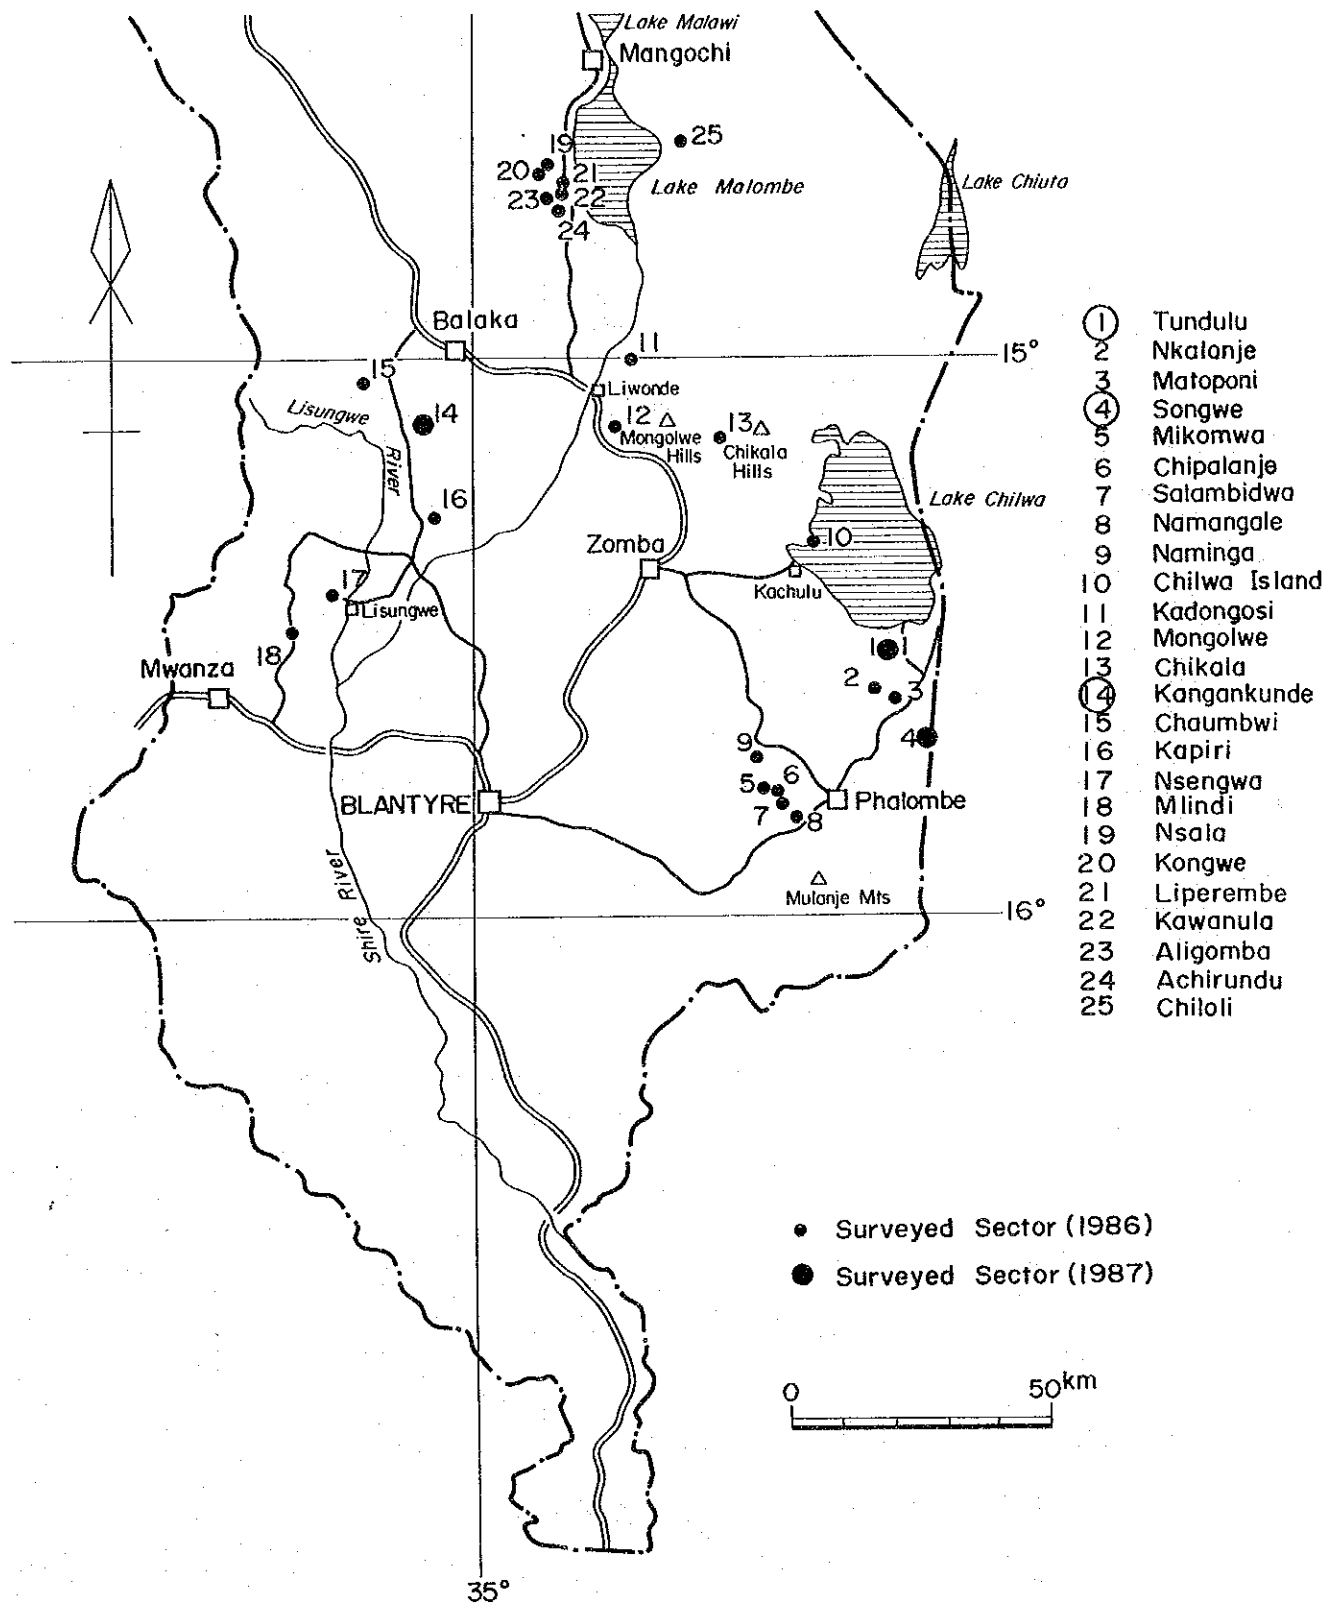 Lake Malawi
Mangochi
19
25
20
21
Lake Malombe
Lake Chiuta
23
22
24
Balaka
11
15°
15
Liwonde
Lisungwe
14
12
Mongolwe
Hills
13
Chikala
Hills
River
Lake Chilwa
16
Zomba
10
17
Kachulu
Lisungwe
18
1
Mwanza
2
3
4
9
5
6
BLANTYRE
7
8
Phalombe
Mulanje Mts
Shire River
16°
1 Tundulu
2 Nkalanje
3 Matoponi
4 Songwe
5 Mikomwa
6 Chipalanje
7 Salambidwa
8 Namangale
9 Naminga
10 Chilwa Island
11 Kadongosi
12 Mongolwe
13 Chikala
14 Kangankunde
15 Chaumbwi
16 Kapiri
17 Nsengwa
18 Mlindi
19 Nsala
20 Kongwe
21 Liperembe
22 Kawanula
23 Aligomba
24 Achirundu
25 Chiloli
Surveyed Sector (1986)
Surveyed Sector (1987)
0 50km
35°